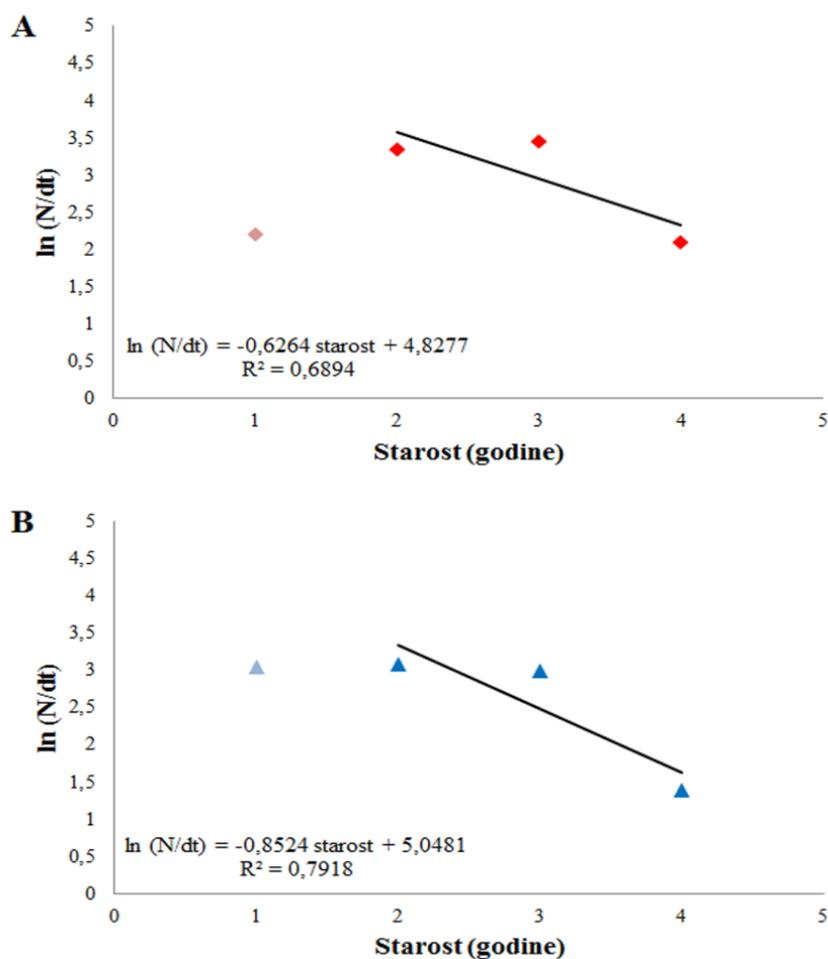 A
5
4,5
4
3,5
3
2,5
2
1,5
1
0,5
0
ln (N/dt)
ln (N/dt) = -0,6264 starost + 4,8277
R² = 0,6894
0 1 2 3 4 5
Starost (godine)
B
5
4,5
4
3,5
3
2,5
2
1,5
1
0,5
0
ln (N/dt)
ln (N/dt) = -0,8524 starost + 5,0481
R² = 0,7918
0 1 2 3 4 5
Starost (godine)